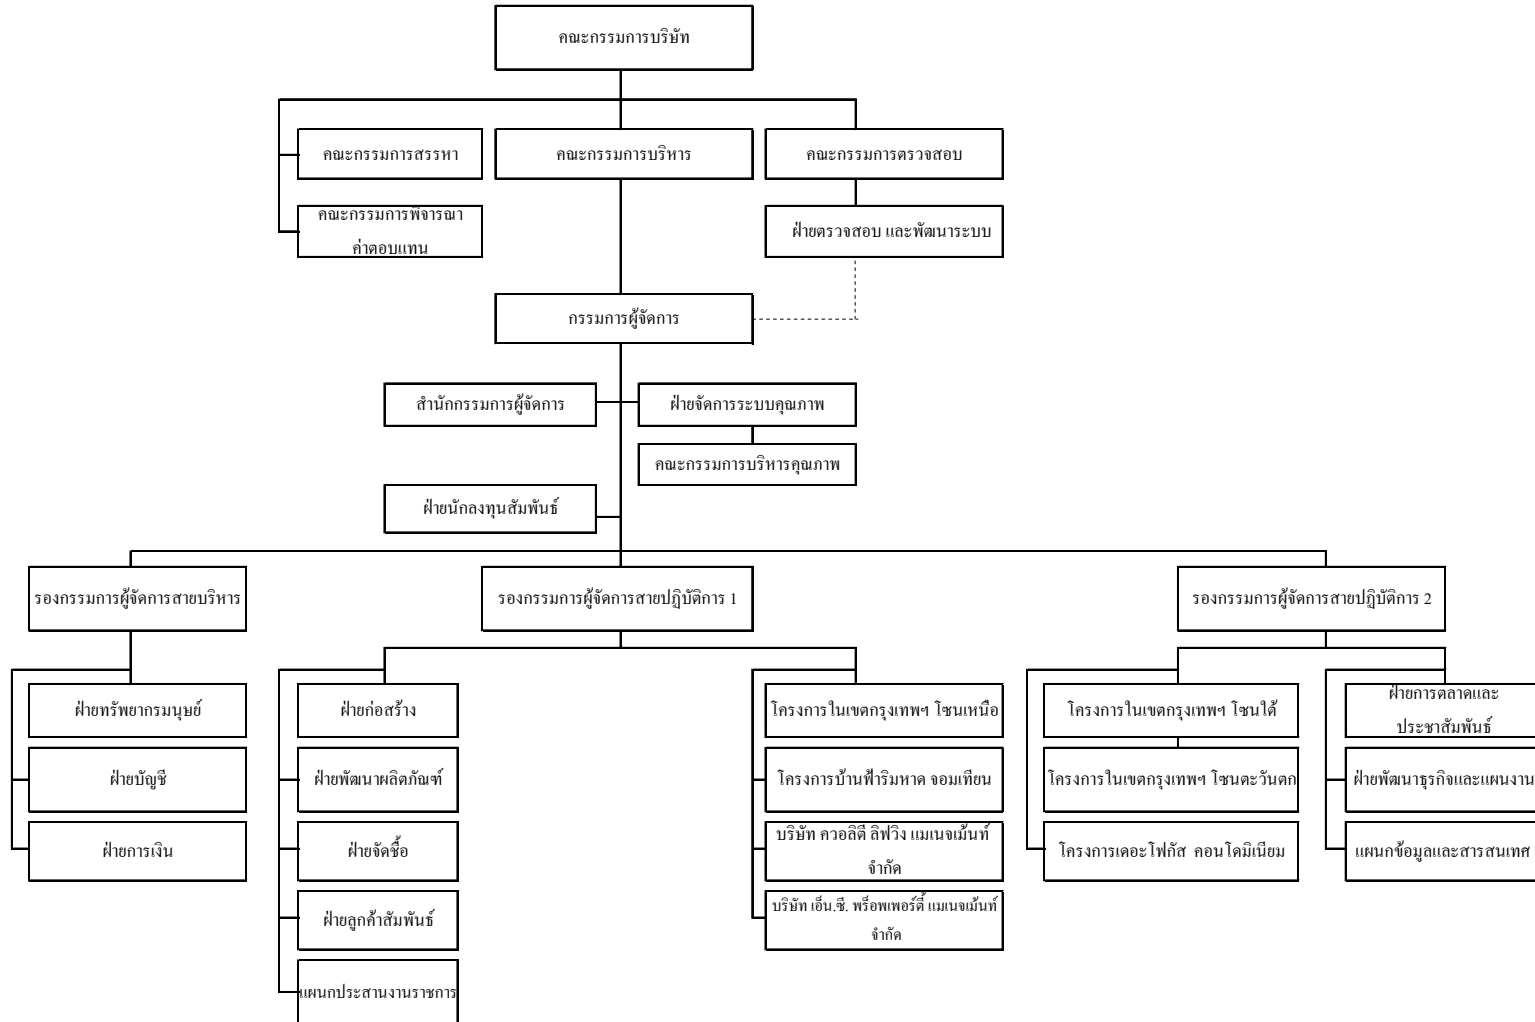 คณะกรรมการบริษัท
คณะกรรมการสรรหา
คณะกรรมการบริหาร
คณะกรรมการตรวจสอบ
คณะกรรมการพิจารณา
ค่าตอบแทน
ฝ่ายตรวจสอบ และพัฒนาระบบ
กรรมการผู้จัดการ
สำนักกรรมการผู้จัดการ
ฝ่ายจัดการระบบคุณภาพ
คณะกรรมการบริหารคุณภาพ
ฝ่ายนักลงทุนสัมพันธ์
รองกรรมการผู้จัดการสายบริหาร
รองกรรมการผู้จัดการสายปฏิบัติการ 1
รองกรรมการผู้จัดการสายปฏิบัติการ 2
ฝ่ายทรัพยากรมนุษย์
ฝ่ายบัญชี
ฝ่ายการเงิน
ฝ่ายก่อสร้าง
ฝ่ายพัฒนาผลิตภัณฑ์
ฝ่ายจัดซื้อ
ฝ่ายลูกค้าสัมพันธ์
แผนกประสานงานราชการ
โครงการในเขตกรุงเทพฯ โซนเหนือ
โครงการบ้านฟ้าริมหาด จอมเทียน
บริษัท ควอลิตี้ ลิฟวิง แมเนจเม้นท์
จำกัด
บริษัท เอ็น.ซี. พร็อพเพอร์ตี้ แมเนจเม้นท์
จำกัด
โครงการในเขตกรุงเทพฯ โซนใต้
โครงการในเขตกรุงเทพฯ โซนตะวันตก
โครงการเดอะโฟกัส คอนโดมิเนียม
ฝ่ายการตลาดและ
ประชาสัมพันธ์
ฝ่ายพัฒนาธุรกิจและแผนงาน
แผนกข้อมูลและสารสนเทศ